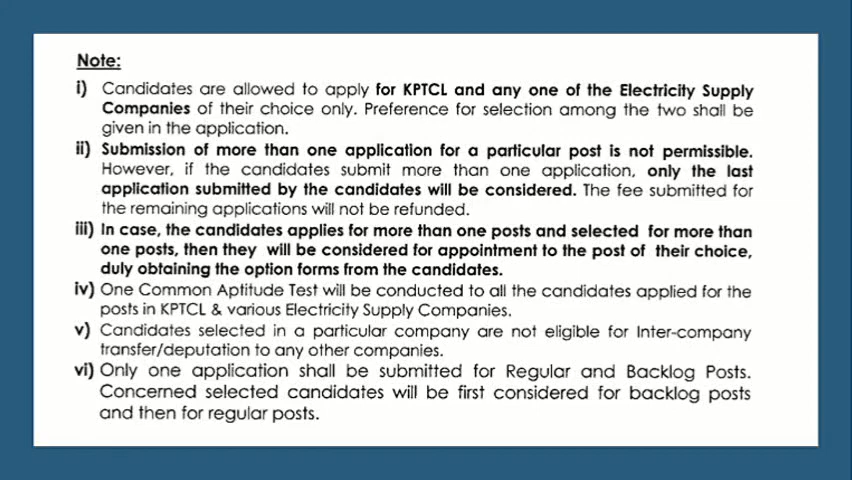 Note:
i) Candidates are allowed to apply for KPTCL and any one of the Electricity Supply
Companies of their choice only. Preference for selection among the two shall be
given in the application.
ii) Submission of more than one application for a particular post is not permissible.
However, if the candidates submit more than one application, only the last
application submitted by the candidates will be considered. The fee submitted for
the remaining applications will not be refunded.
iii) In case, the candidates applies for more than one posts and selected for more than
one posts, then they will be considered for appointment to the post of their choice,
duly obtaining the option forms from the candidates.
iv) One Common Aptitude Test will be conducted to all the candidates applied for the
posts in KPTCL & various Electricity Supply Companies.
v) Candidates selected in a particular company are not eligible for Inter-company
transfer/deputation to any other companies.
vi) Only one application shall be submitted for Regular and Backlog Posts.
Concerned selected candidates will be first considered for backlog posts
and then for regular posts.